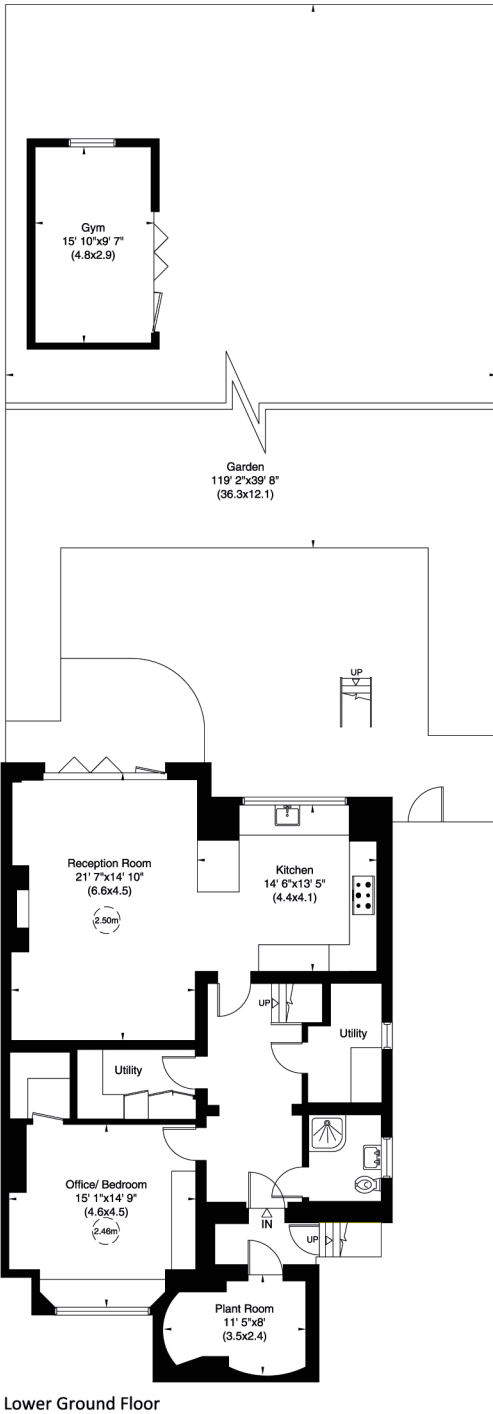 Gym
15' 10"x9' 7"
(4.8x2.9)
Garden
119' 2"x39' 8"
(36.3x12.1)
UP
Reception Room
21' 7"x14' 10"
(6.6x4.5)
2.50m
Kitchen
14' 6"x13' 5"
(4.4x4.1)
UP
Utility
Utility
Office/ Bedroom
15' 1"x14' 9"
(4.6x4.5)
2.46m
IN
UP
Plant Room
11' 5"x8'
(3.5x2.4)
Lower Ground Floor